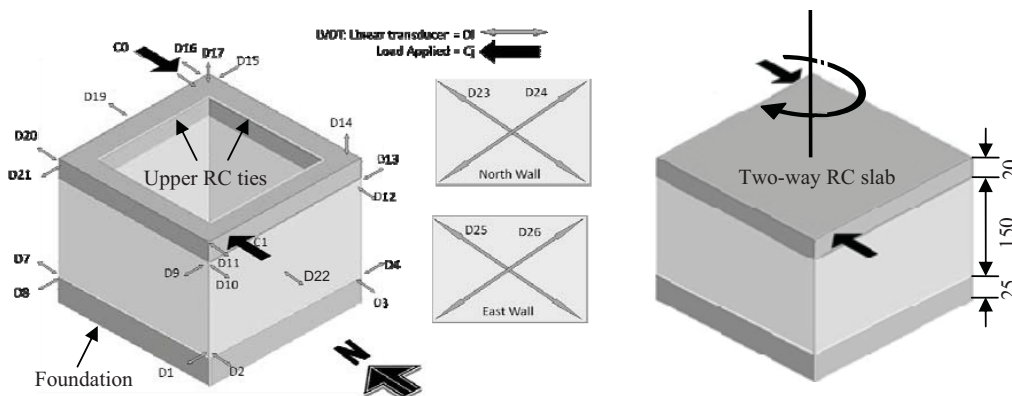 LVDT: Linear transducer = Di
Load Applied = Cj
C0
D16
D17
D15
D19
D14
D20
D21
D13
D12
Upper RC ties
C1
D11
D9
D10
D22
D7
D8
D4
D3
D1
D2
Foundation
N
D23
D24
North Wall
D25
D26
East Wall
Two-way RC slab
20
150
25